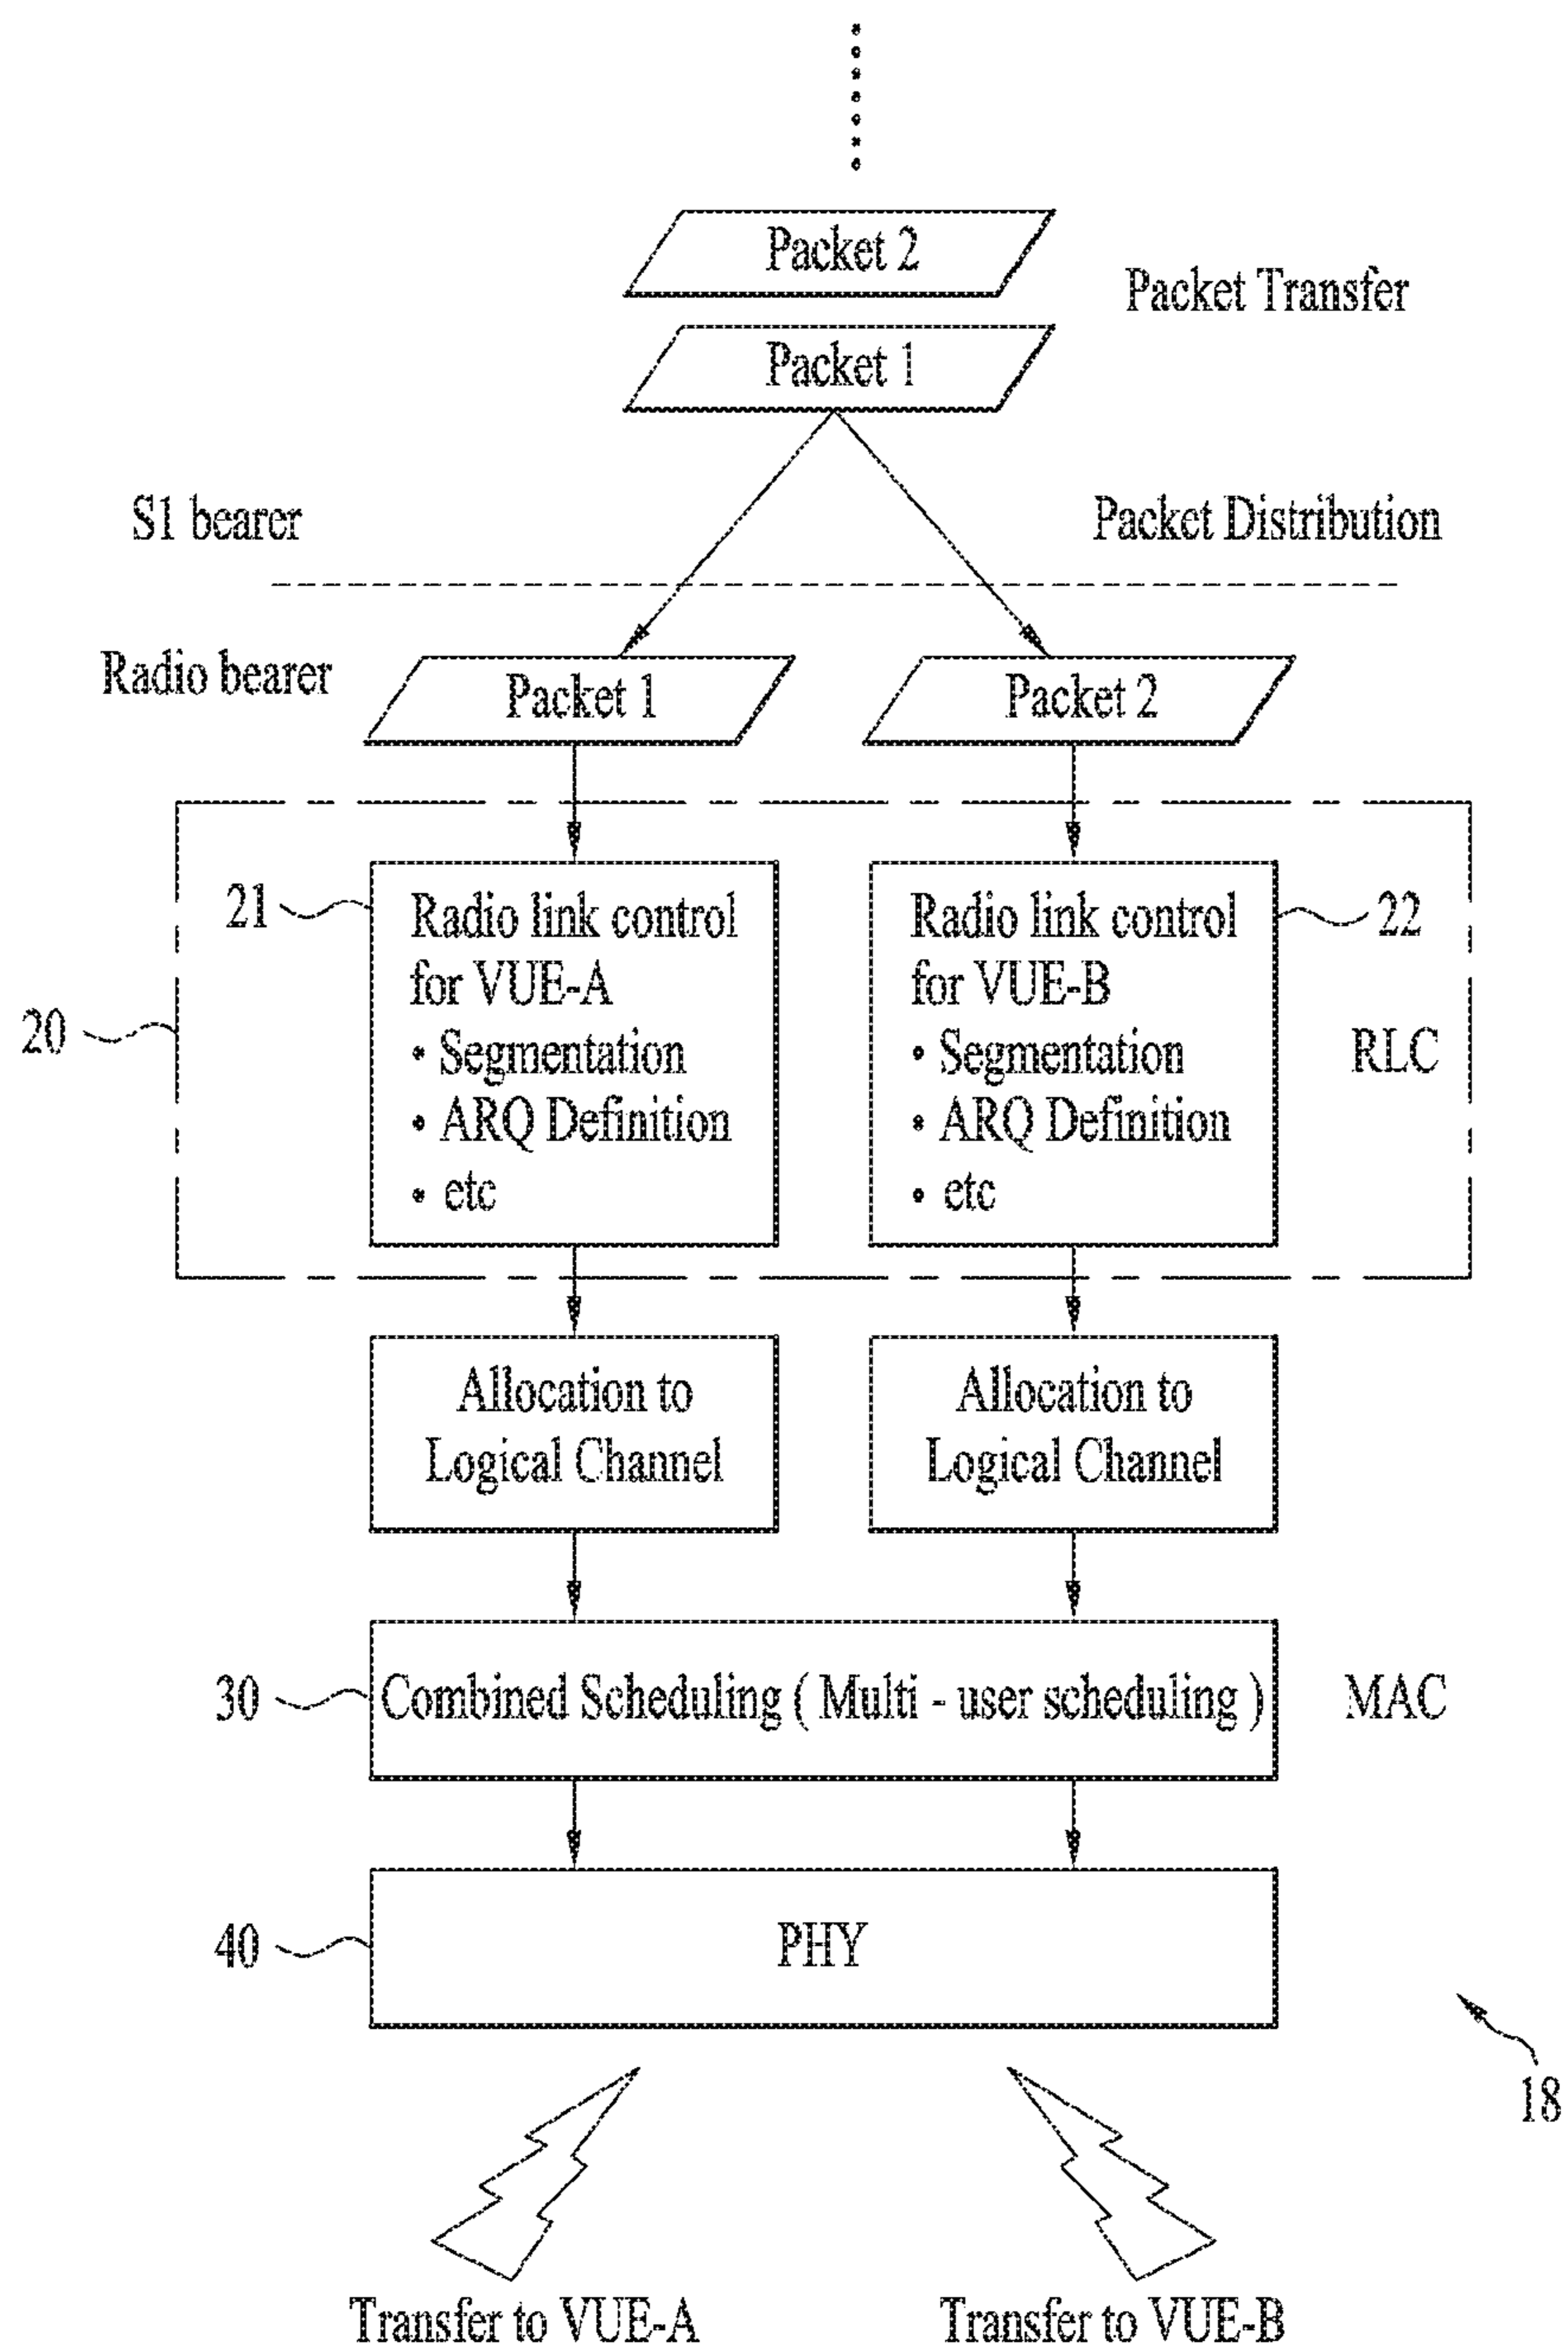 Packet 2
Packet Transfer
Packet 1
S1 bearer
Packet Distribution
Radio bearer
Packet 1
Packet 2
21
Radio link control
for VUE-A
• Segmentation
• ARQ Definition
• etc
Radio link control
for VUE-B
• Segmentation
• ARQ Definition
• etc
22
20
RLC
Allocation to
Logical Channel
Allocation to
Logical Channel
30
Combined Scheduling ( Multi - user scheduling )
MAC
40
PHY
18
Transfer to VUE-A
Transfer to VUE-B